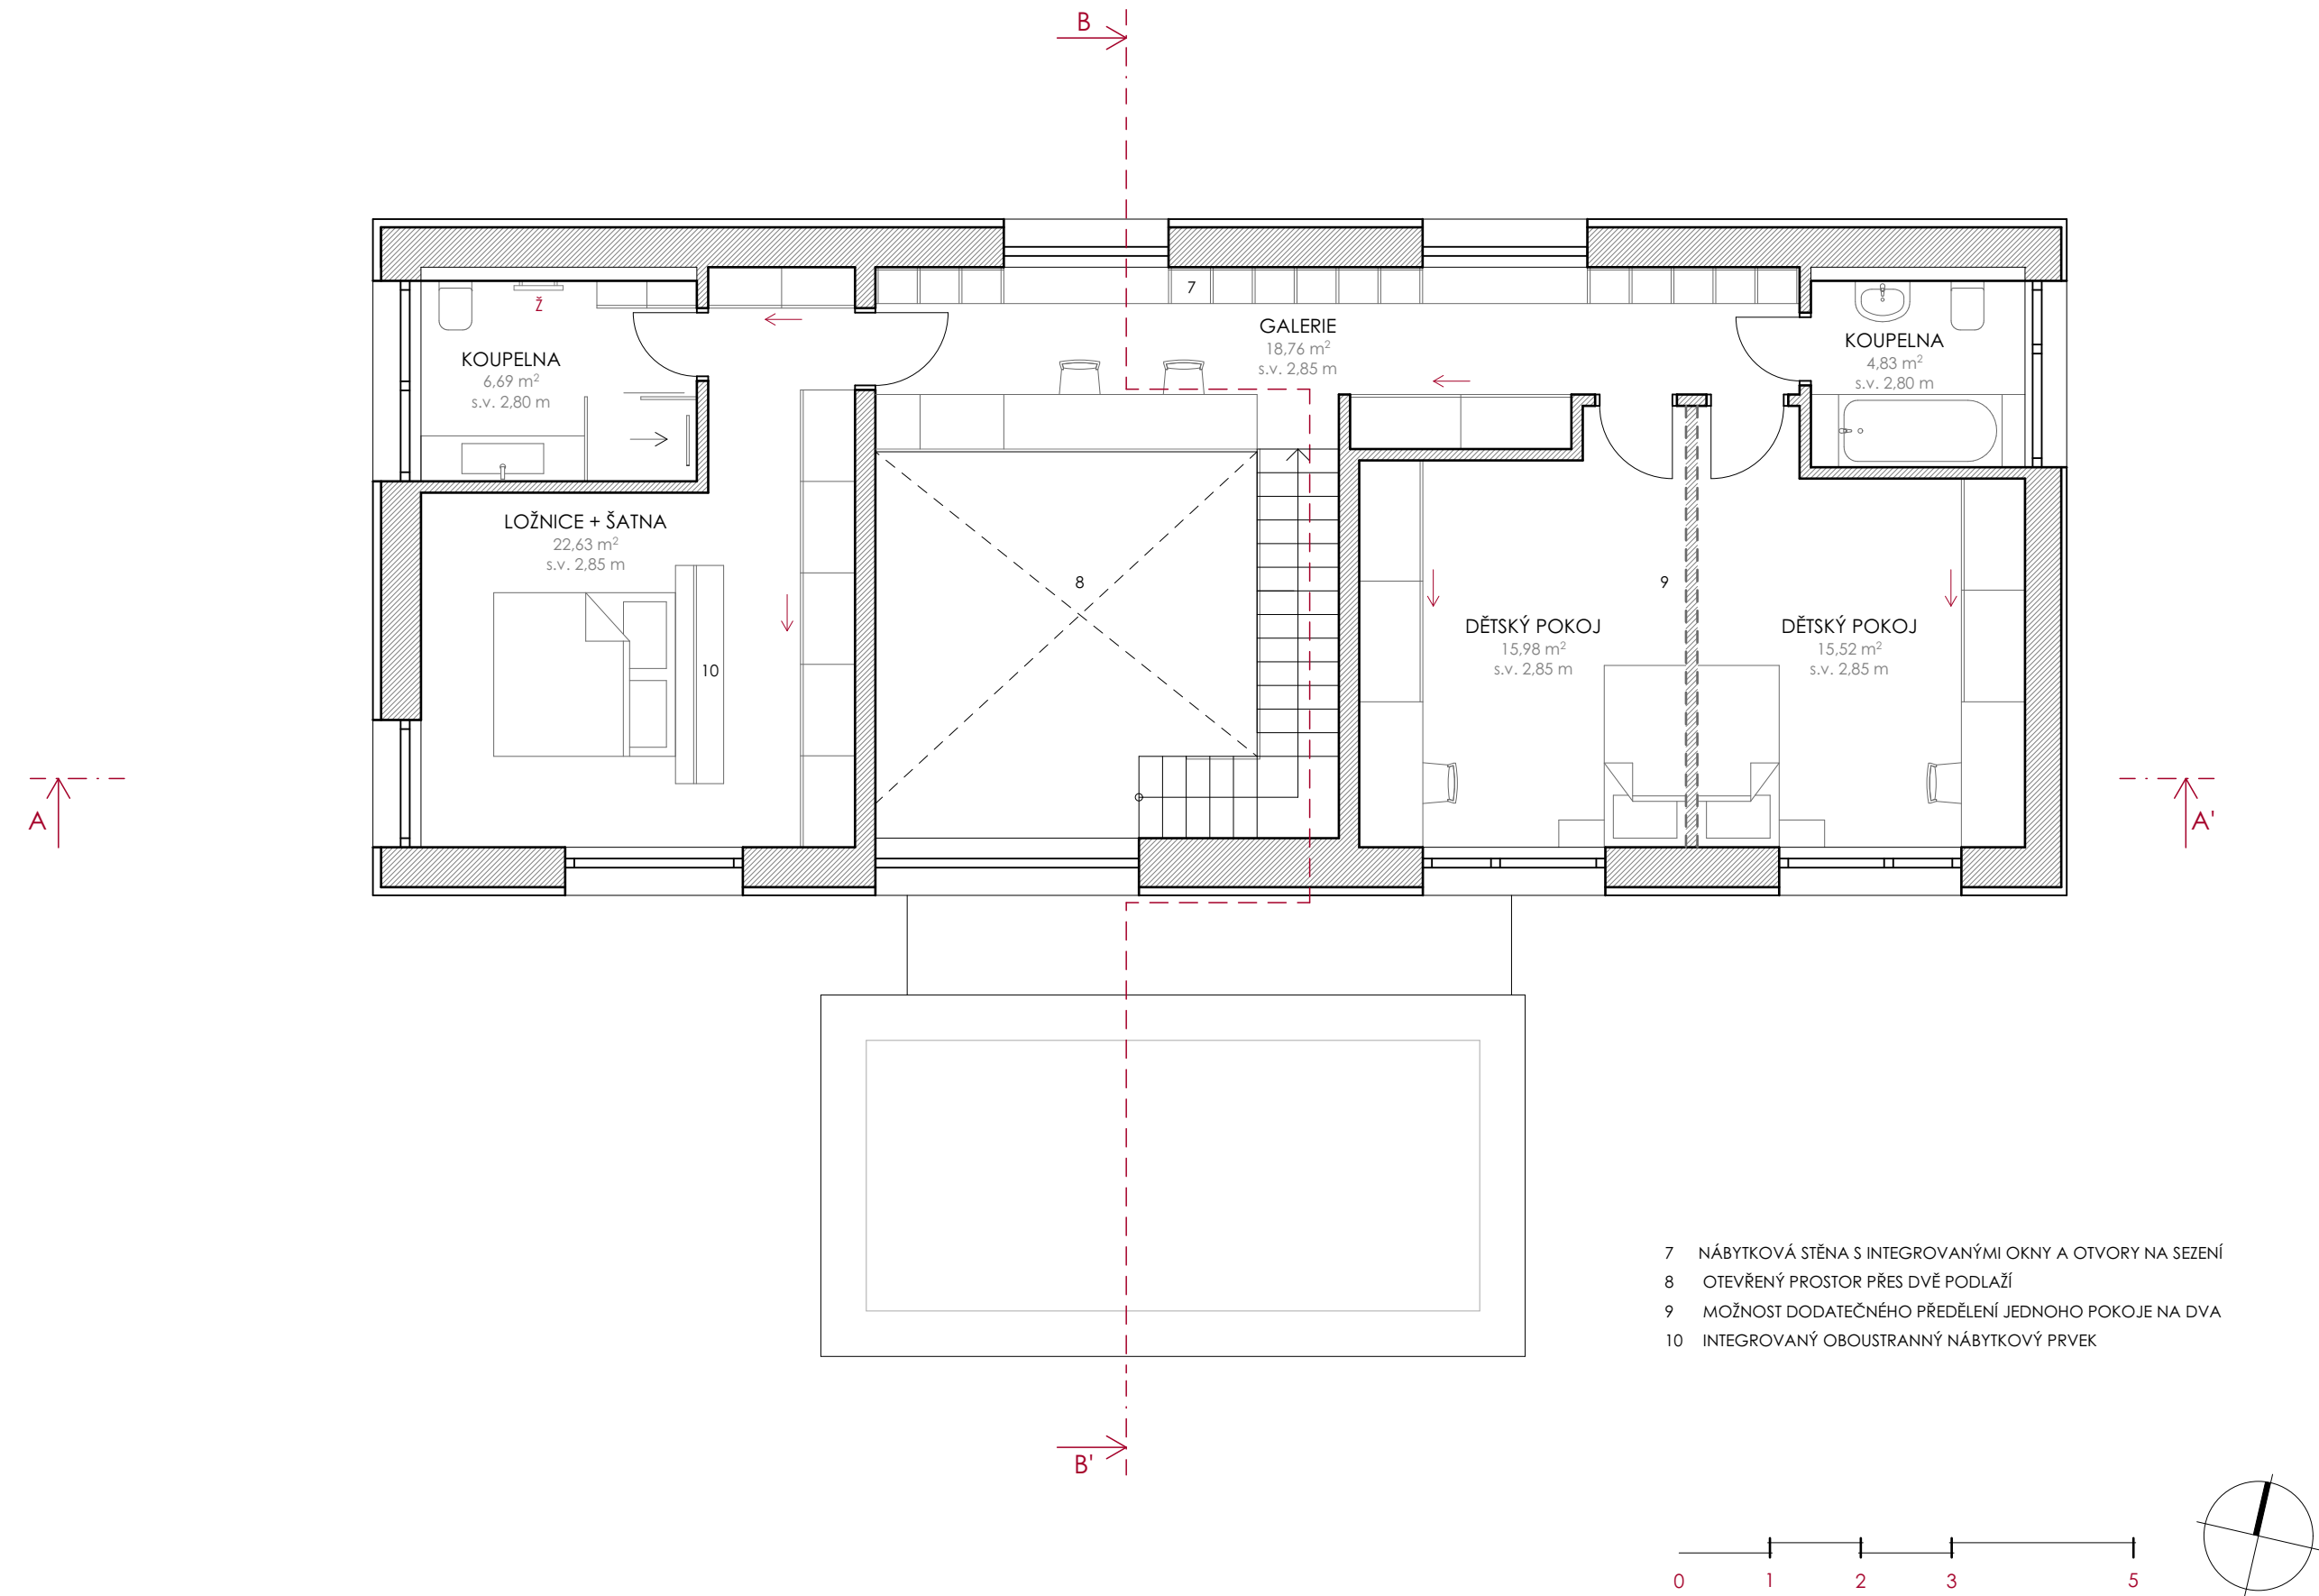 B
7
GALERIE
18,76 m²
s.v. 2,85 m
Ž
KOUPELNA
6,69 m²
s.v. 2,80 m
KOUPELNA
4,83 m²
s.v. 2,80 m
LOŽNICE + ŠATNA
22,63 m²
s.v. 2,85 m
8
9
10
DĚTSKÝ POKOJ
15,98 m²
s.v. 2,85 m
DĚTSKÝ POKOJ
15,52 m²
s.v. 2,85 m
A
A'
7 NÁBYTKOVÁ STĚNA S INTEGROVANÝMI OKNY A OTVORY NA SEZENÍ
8 OTEVŘENÝ PROSTOR PŘES DVĚ PODLAŽÍ
9 MOŽNOST DODATEČNÉHO PŘEDĚLENÍ JEDNOHO POKOJE NA DVA
10 INTEGROVANÝ OBOUSTRANNÝ NÁBYTKOVÝ PRVEK
B'
0 1 2 3 5